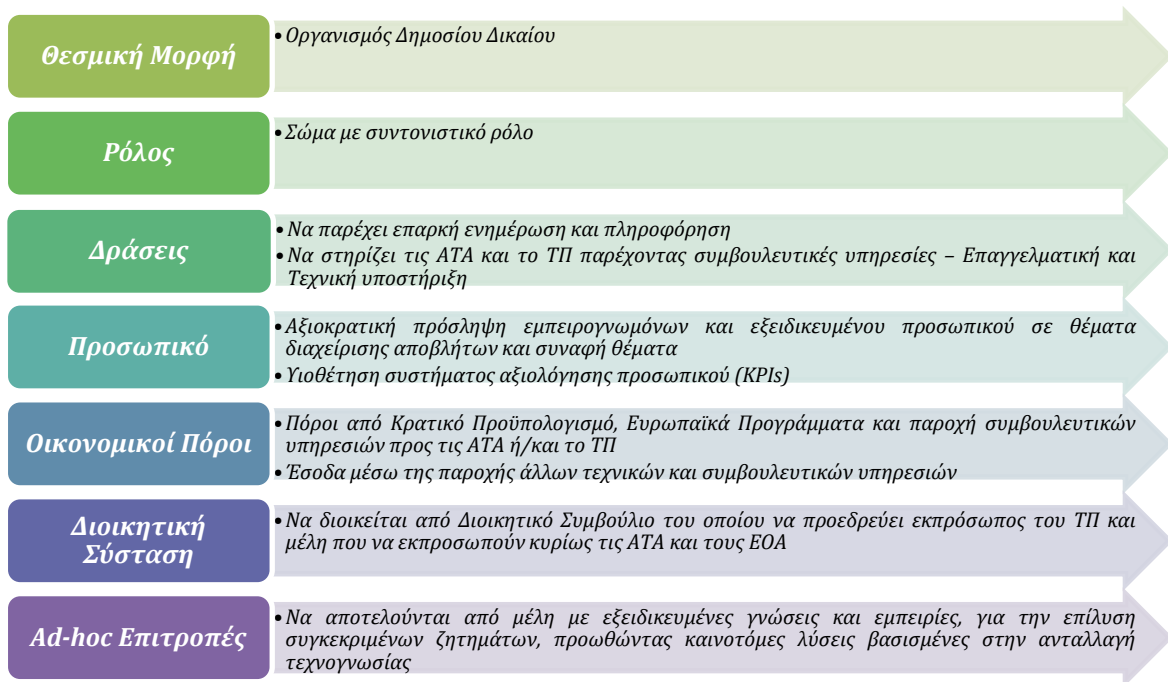 Θεσμική Μορφή
• Οργανισμός Δημοσίου Δικαίου
Ρόλος
• Σώμα με συντονιστικό ρόλο
Δράσεις
• Να παρέχει επαρκή ενημέρωση και πληροφόρηση
• Να στηρίζει τις ΑΤΑ και το ΤΠ παρέχοντας συμβουλευτικές υπηρεσίες – Επαγγελματική και
Τεχνική υποστήριξη
Προσωπικό
• Αξιοκρατική πρόσληψη εμπειρογνωμόνων και εξειδικευμένου προσωπικού σε θέματα
διαχείρισης αποβλήτων και συναφή θέματα
• Υιοθέτηση συστήματος αξιολόγησης προσωπικού (KPIs)
Οικονομικοί Πόροι
• Πόροι από Κρατικό Προϋπολογισμό, Ευρωπαϊκά Προγράμματα και παροχή συμβουλευτικών
υπηρεσιών προς τις ΑΤΑ ή/και το ΤΠ
• Έσοδα μέσω της παροχής άλλων τεχνικών και συμβουλευτικών υπηρεσιών
Διοικητική
Σύσταση
• Να διοικείται από Διοικητικό Συμβούλιο του οποίου να προεδρεύει εκπρόσωπος του ΤΠ και
μέλη που να εκπροσωπούν κυρίως τις ΑΤΑ και τους ΕΟΑ
Ad-hoc Επιτροπές
• Να αποτελούνται από μέλη με εξειδικευμένες γνώσεις και εμπειρίες, για την επίλυση
συγκεκριμένων ζητημάτων, προωθώντας καινοτόμες λύσεις βασισμένες στην ανταλλαγή
τεχνογνωσίας